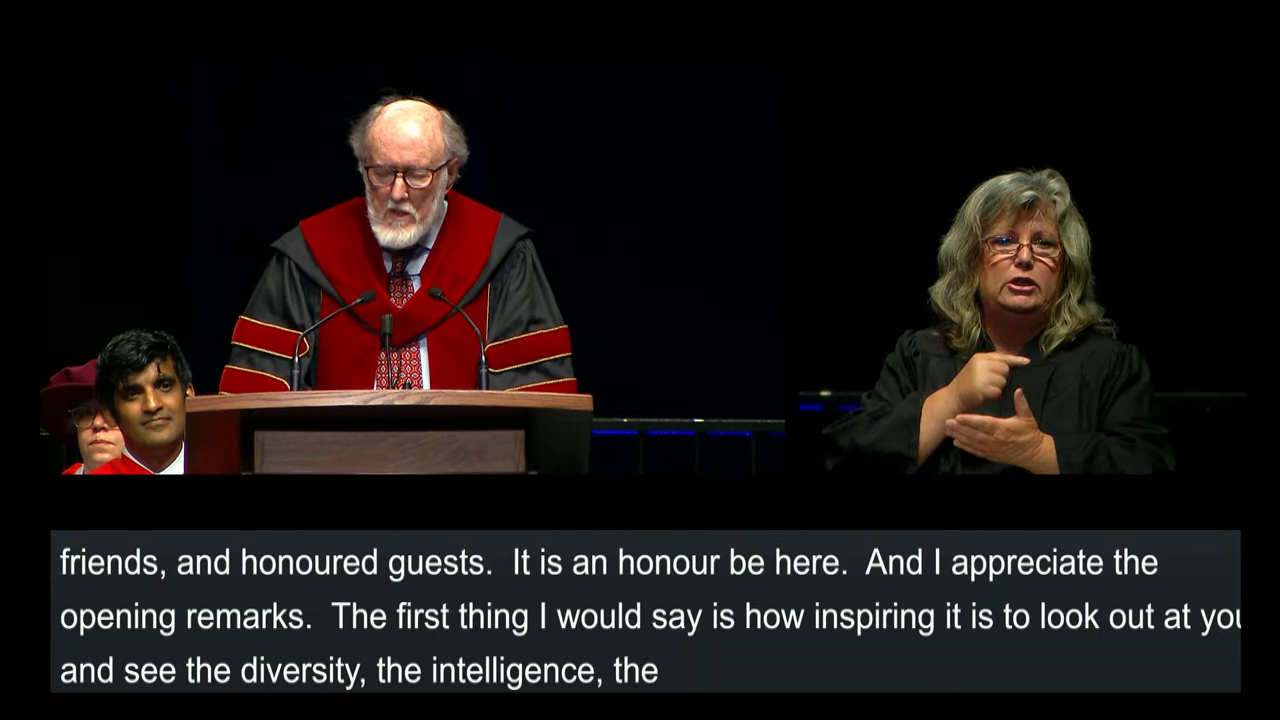 friends, and honoured guests.  It is an honour be here.  And I appreciate the
opening remarks.  The first thing I would say is how inspiring it is to look out at you
and see the diversity, the intelligence, the